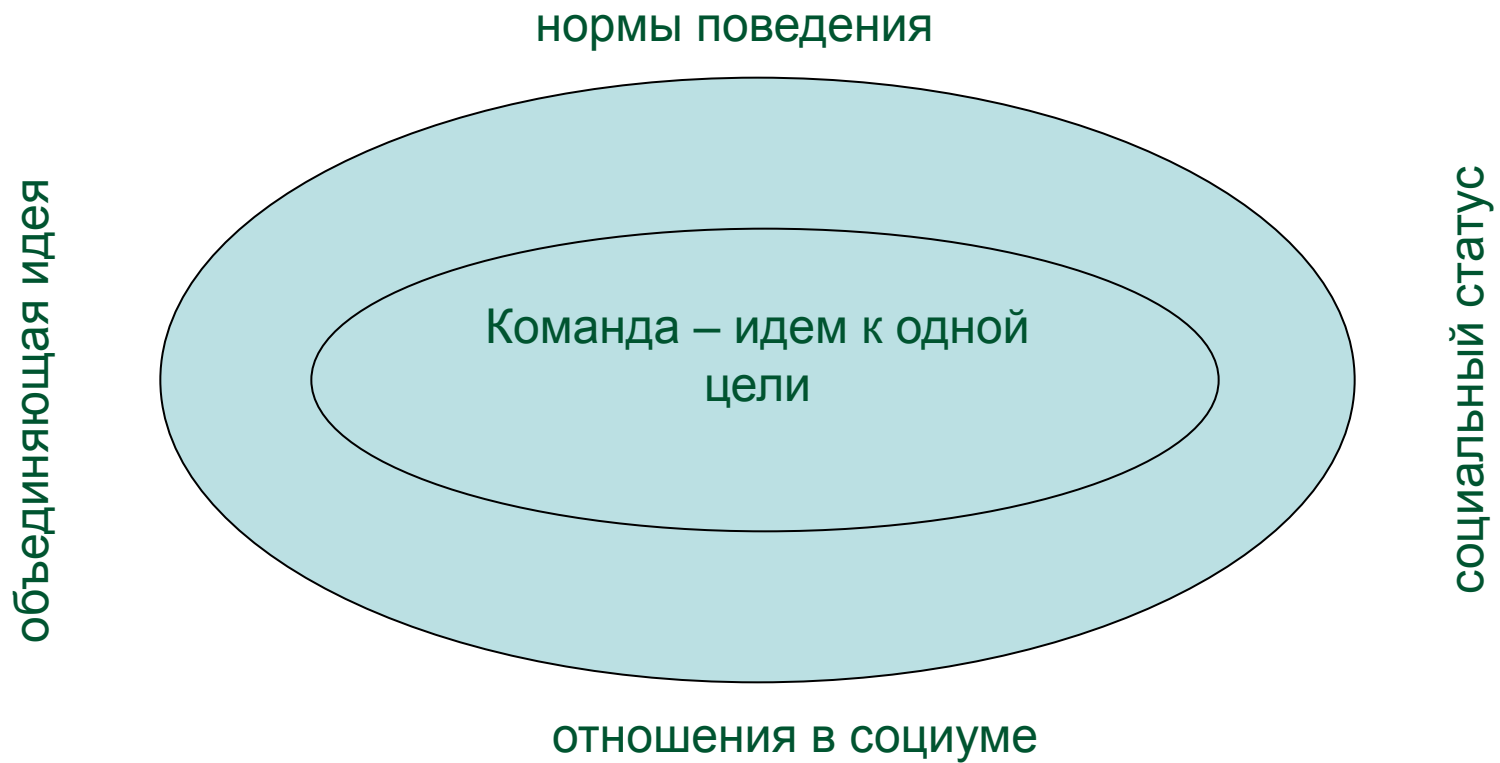 нормы поведения
объединяющая идея
Команда – идем к одной
цели
социальный статус
отношения в социуме